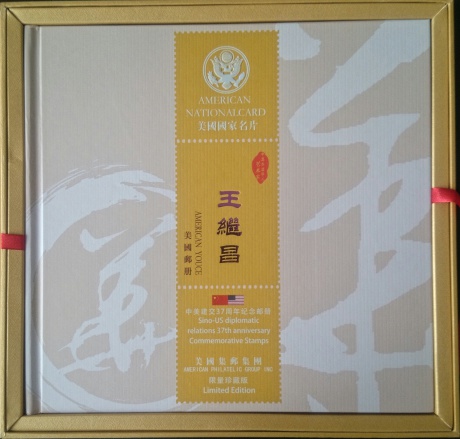 AMERICAN
NATIONALCARD
美國國家名片
王繼昌
AMERICAN VOICE
美國郵册
中美建交37周年紀念郵冊
Sino-US diplomatic
relations 37th anniversary
Commemorative Stamps
美國集郵集團
AMERICAN PHILATELIC GROUP INC
限量珍藏版
Limited Edition